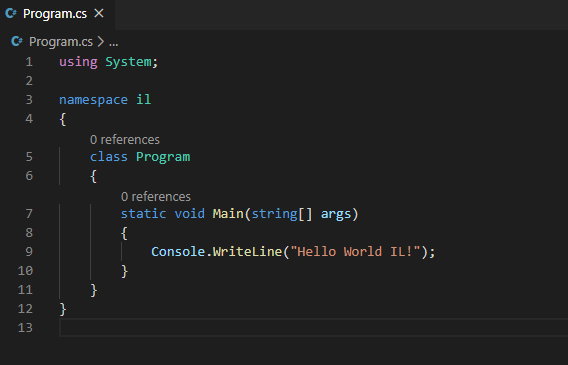 Program.cs ×
Program.cs > ...
1 using System;
2
3 namespace il
4 {
0 references
5 class Program
6 {
0 references
7 static void Main(string[] args)
8 {
9 Console.WriteLine("Hello World IL!");
10 }
11 }
12 }
13